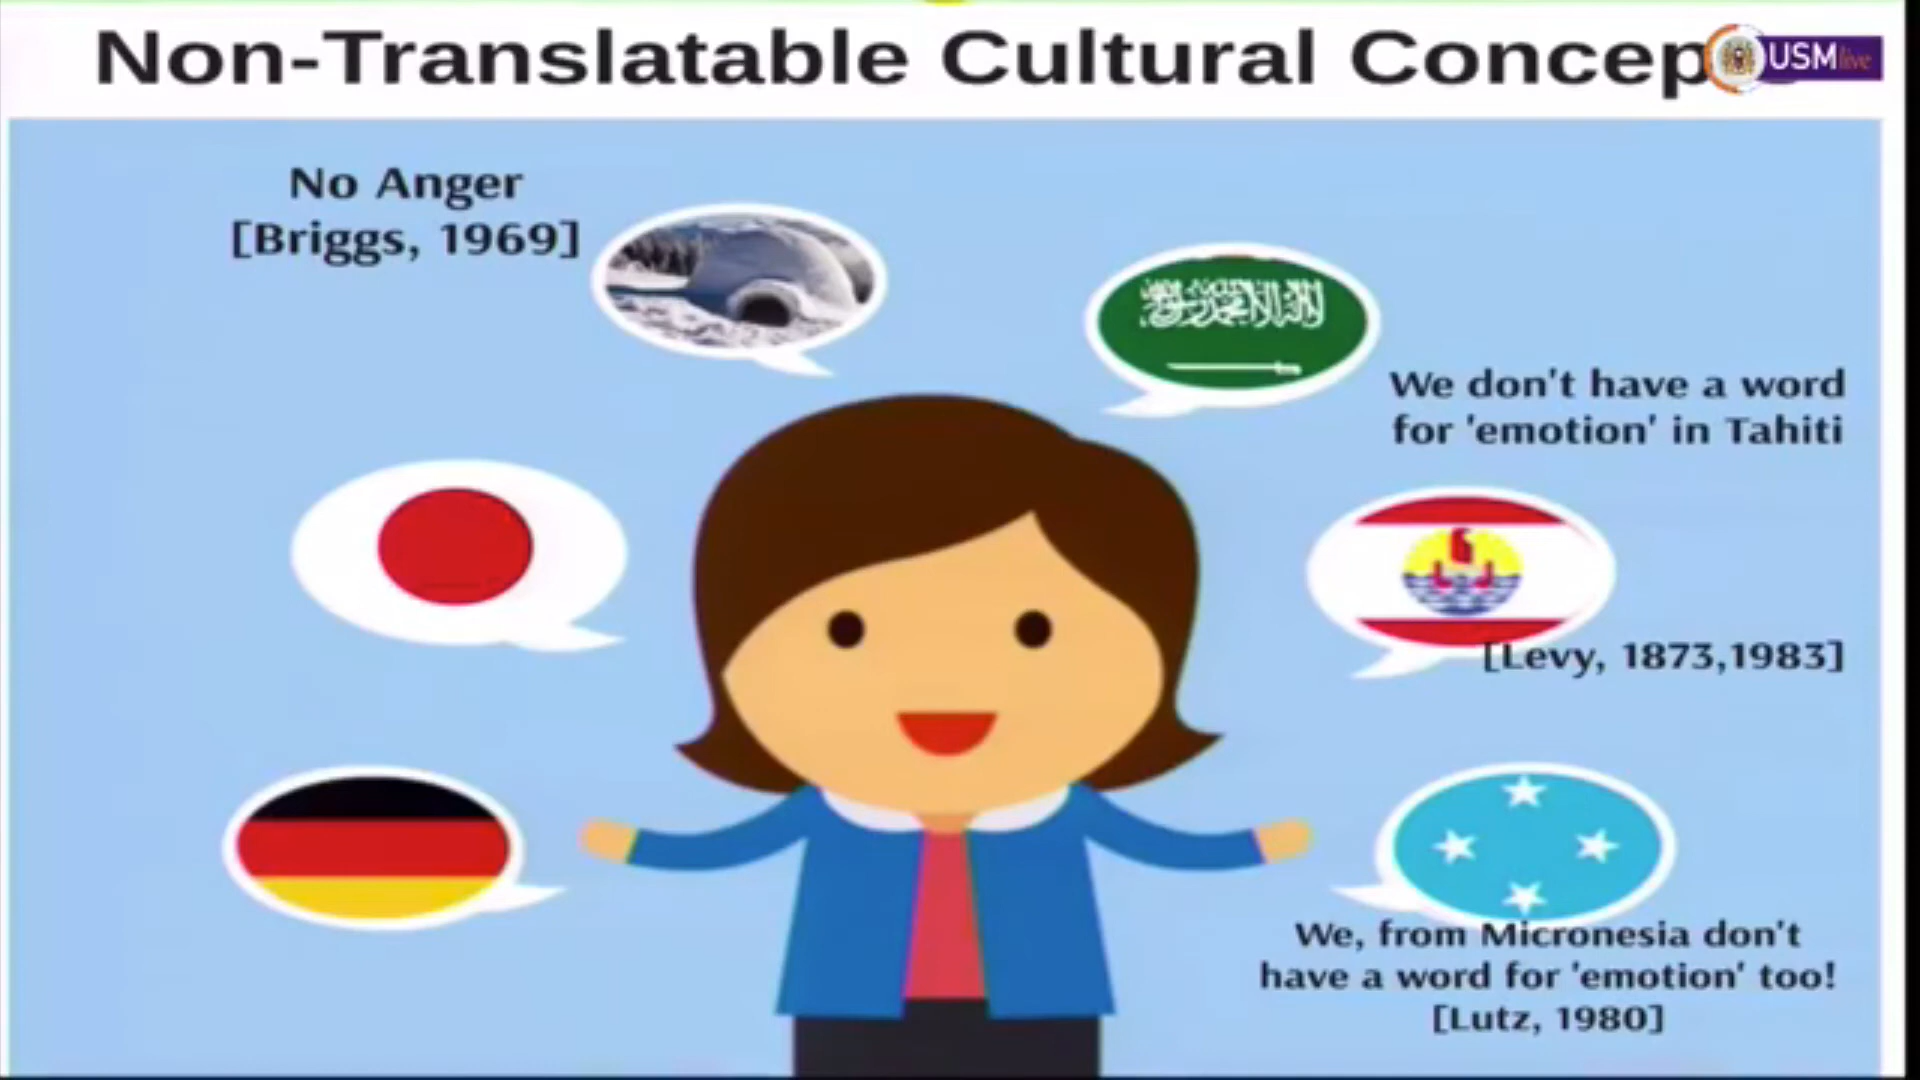 Non-Translatable Cultural Concep
USMlive
No Anger
[Briggs, 1969]
We don't have a word
for 'emotion' in Tahiti
[Levy, 1873,1983]
We, from Micronesia don't
have a word for 'emotion' too!
[Lutz, 1980]